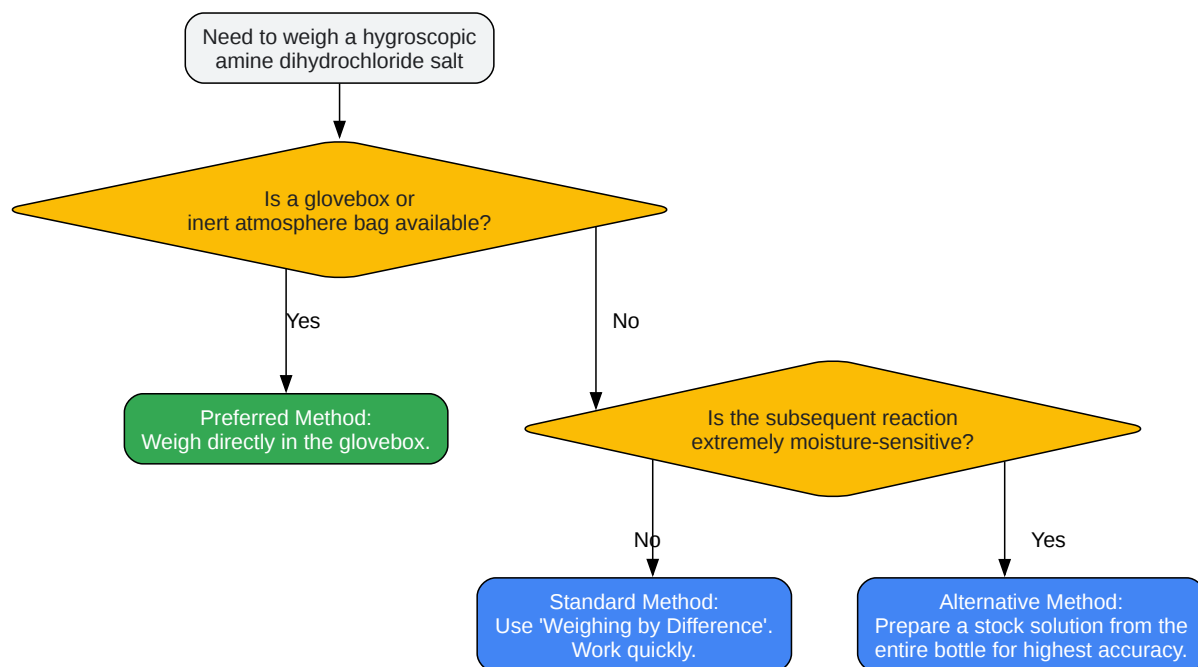 Need to weigh a hygroscopic
amine dihydrochloride salt
Is a glovebox or
inert atmosphere bag available?
Yes
No
Preferred Method:
Weigh directly in the glovebox.
Is the subsequent reaction
extremely moisture-sensitive?
No
Yes
Standard Method:
Use 'Weighing by Difference'.
Work quickly.
Alternative Method:
Prepare a stock solution from the
entire bottle for highest accuracy.